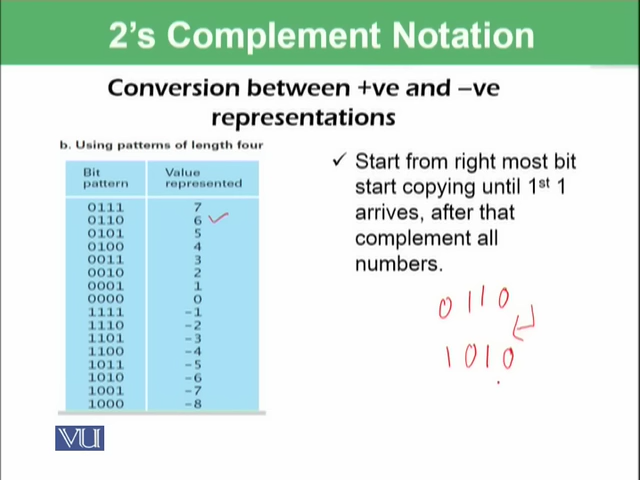 2's Complement Notation
Conversion between +ve and –ve
representations
b. Using patterns of length four
Bit pattern Value represented
0111 7
0110 6 ✓
0101 5
0100 4
0011 3
0010 2
0001 1
0000 0
1111 -1
1110 -2
1101 -3
1100 -4
1011 -5
1010 -6
1001 -7
1000 -8
✓ Start from right most bit
start copying until 1st 1
arrives, after that
complement all
numbers.
0110
1010
VU